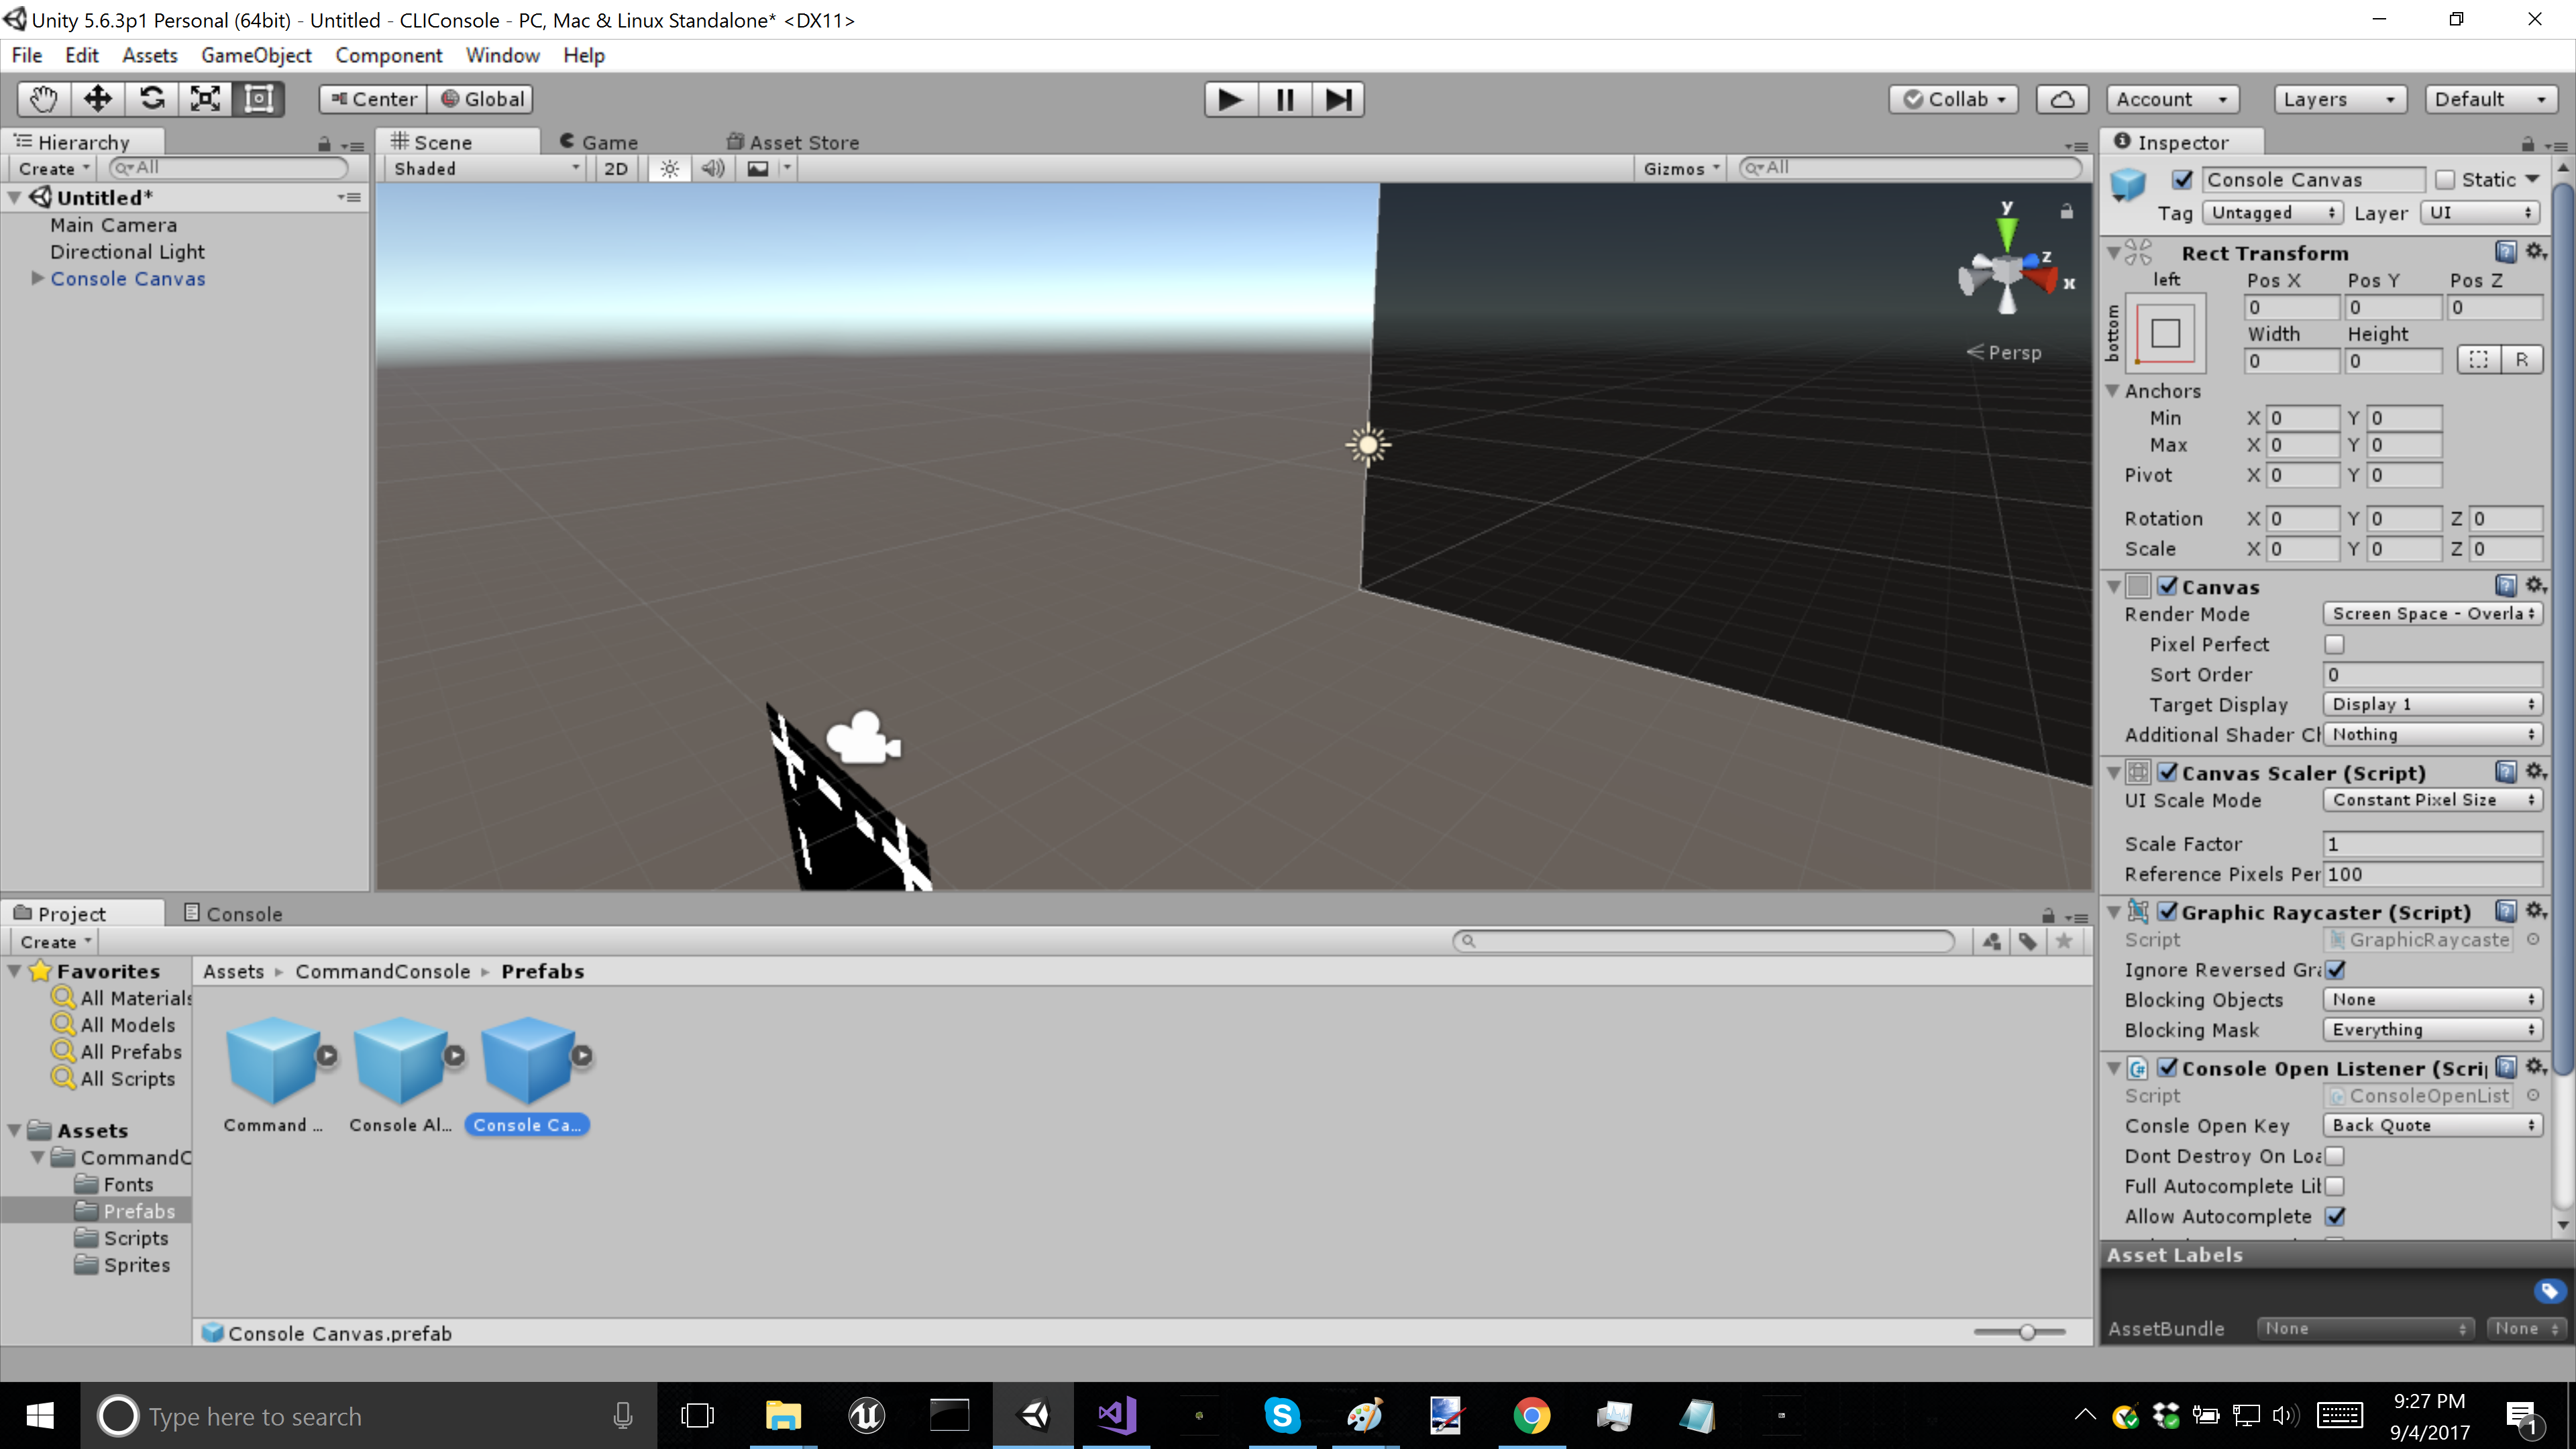 Unity 5.6.3p1 Personal (64bit) - Untitled - CLIConsole - PC, Mac & Linux Standalone* <DX11>
File Edit Assets GameObject Component Window Help
Center Global Collab Account Layers Default
Hierarchy
Create All
Untitled*
Main Camera
Directional Light
Console Canvas
Scene Game Asset Store
Shaded 2D Gizmos All
y
z
x
Persp
Inspector
Console Canvas Static
Tag Untagged Layer UI
Rect Transform
left Pos X Pos Y Pos Z
bottom
0 0 0
Width Height
0 0 R
Anchors
Min X 0 Y 0
Max X 0 Y 0
Pivot X 0 Y 0
Rotation X 0 Y 0 Z 0
Scale X 0 Y 0 Z 0
Canvas
Render Mode Screen Space - Overla
Pixel Perfect
Sort Order 0
Target Display Display 1
Additional Shader Cl Nothing
Canvas Scaler (Script)
UI Scale Mode Constant Pixel Size
Scale Factor 1
Reference Pixels Per 100
Graphic Raycaster (Script)
Script GraphicRaycaste
Ignore Reversed Gra
Blocking Objects None
Blocking Mask Everything
Console Open Listener (Scri
Script ConsoleOpenList
Consle Open Key Back Quote
Dont Destroy On Loa
Full Autocomplete Lib
Allow Autocomplete
Asset Labels
AssetBundle None None
Project Console
Create
Favorites
All Materials
All Models
All Prefabs
All Scripts
Assets
CommandC
Fonts
Prefabs
Scripts
Sprites
Assets CommandConsole Prefabs
Command ... Console Al... Console Ca...
Console Canvas.prefab
Type here to search
9:27 PM
9/4/2017
1